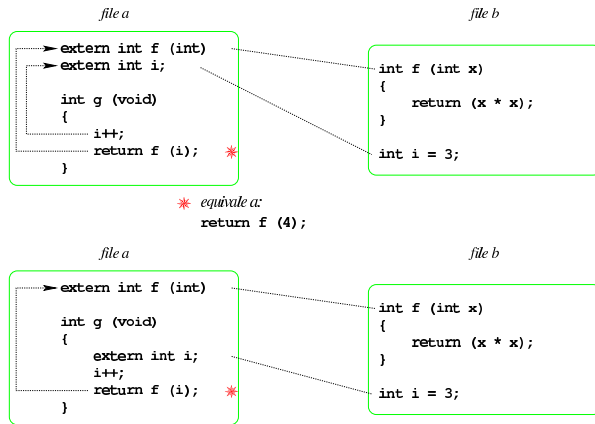 file a
extern int f (int)
extern int i;
int g (void)
{
i++;
return f (i);
}
file b
int f (int x)
{
return (x * x);
}
int i = 3;
equivale a:
return f (4);
file a
extern int f (int)
int g (void)
{
extern int i;
i++;
return f (i);
}
file b
int f (int x)
{
return (x * x);
}
int i = 3;